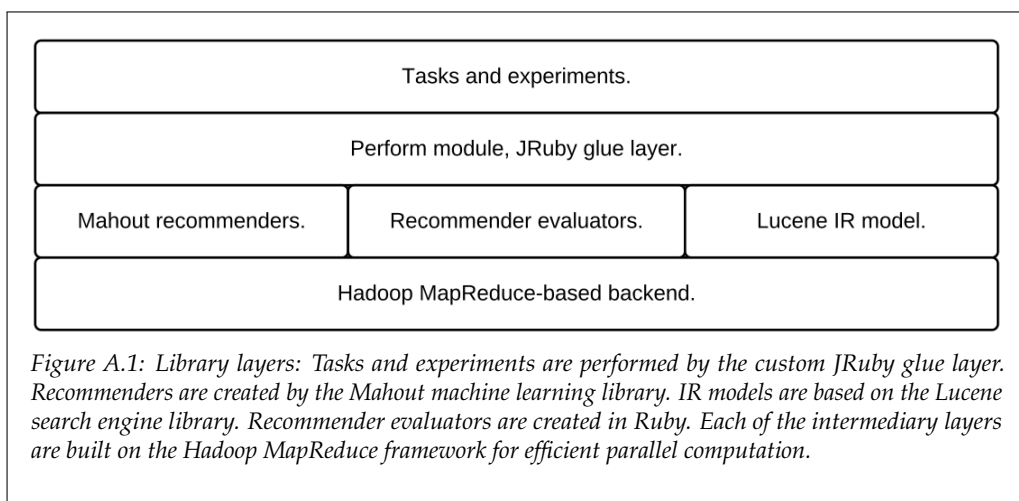 Tasks and experiments.
Perform module, JRuby glue layer.
Mahout recommenders.
Recommender evaluators.
Lucene IR model.
Hadoop MapReduce-based backend.
Figure A.1: Library layers: Tasks and experiments are performed by the custom JRuby glue layer.
Recommenders are created by the Mahout machine learning library. IR models are based on the Lucene
search engine library. Recommender evaluators are created in Ruby. Each of the intermediary layers
are built on the Hadoop MapReduce framework for efficient parallel computation.